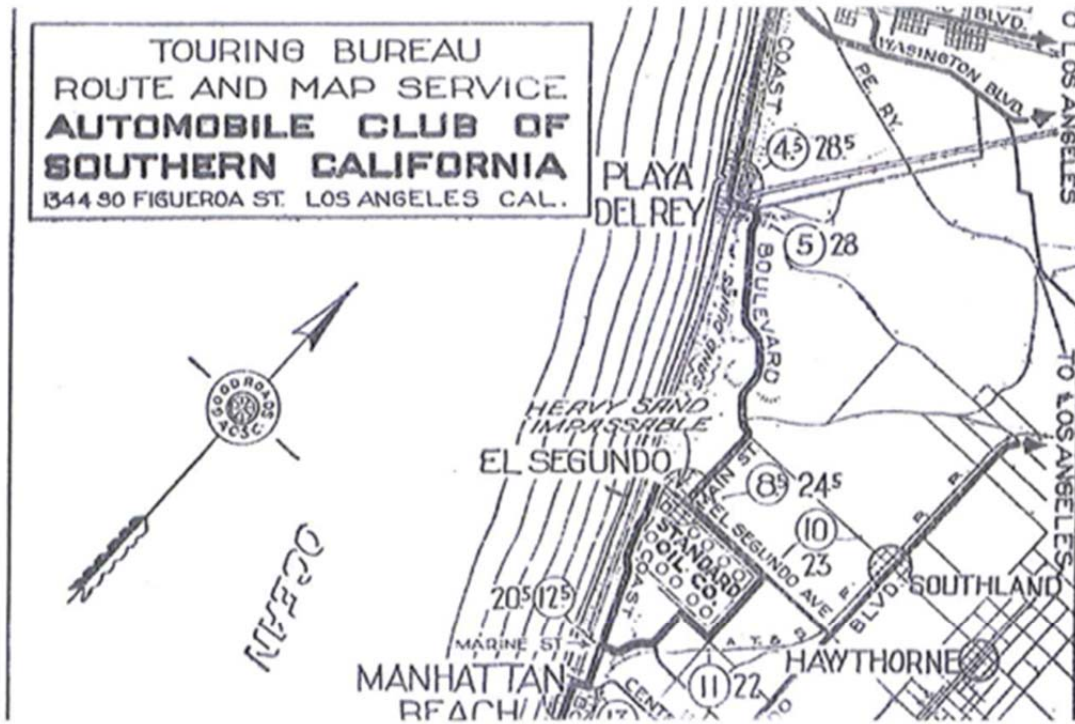 TOURING BUREAU
ROUTE AND MAP SERVICE
AUTOMOBILE CLUB OF
SOUTHERN CALIFORNIA
1344 SO FIGUEROA ST. LOS ANGELES CAL.
BLVD.
TO LOS ANGELES
WASINGTON BLVD.
P.E. RY.
COAST
4.5 28.5
PLAYA
DEL REY
5 28
BOULEVARD
SAND DUNES
GOOD ROADS
A.C.S.C.
HEAVY SAND
IMPASSABLE
TO LOS ANGELES
EL SEGUNDO
MAIN ST
8.5 24.5
EL SEGUNDO AVE
10
23
STANDARD
OIL CO.
SOUTHLAND
BLVD.
20.5 12.5
COAST
OCEAN
MARINE ST
A.T.&
HAWTHORNE
MANHATTAN
BEACH
11 22
CENT
13